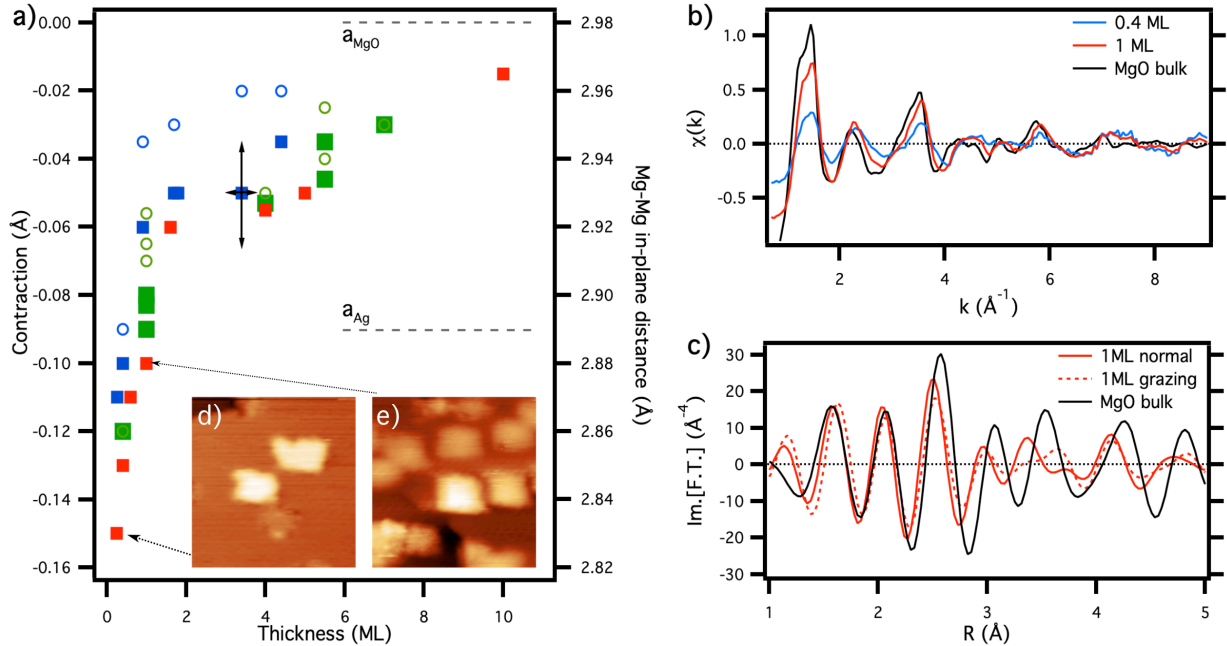 a)
0.00
-0.02
-0.04
-0.06
-0.08
-0.10
-0.12
-0.14
-0.16
Contraction (Å)
0
2
4
6
8
10
Thickness (ML)
2.98
2.96
2.94
2.92
2.90
2.88
2.86
2.84
2.82
Mg-Mg in-plane distance (Å)
aMgO
aAg
d)
e)
b)
1.0
0.5
0.0
-0.5
χ(k)
2
4
6
8
k (Å-1)
0.4 ML
1 ML
MgO bulk
c)
30
20
10
0
-10
-20
-30
Im.[F.T.] (Å-4)
1
2
3
4
5
R (Å)
1ML normal
1ML grazing
MgO bulk